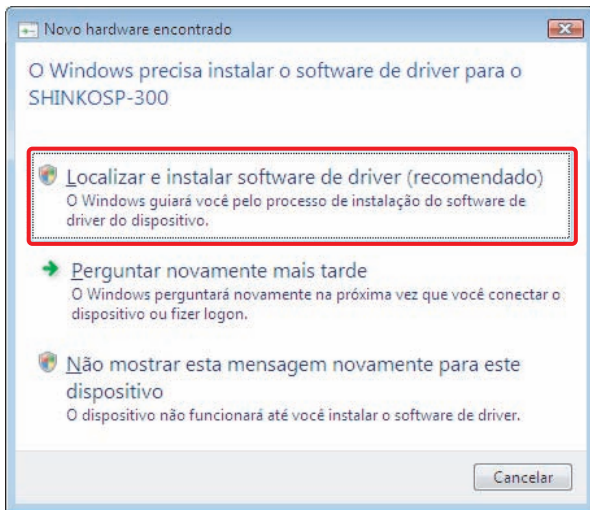 Novo hardware encontrado
O Windows precisa instalar o software de driver para o
SHINKOSP-300
Localizar e instalar software de driver (recomendado)
O Windows guiará você pelo processo de instalação do software de
driver do dispositivo.
Perguntar novamente mais tarde
O Windows perguntará novamente na próxima vez que você conectar o
dispositivo ou fizer logon.
Não mostrar esta mensagem novamente para este
dispositivo
O dispositivo não funcionará até você instalar o software de driver.
Cancelar